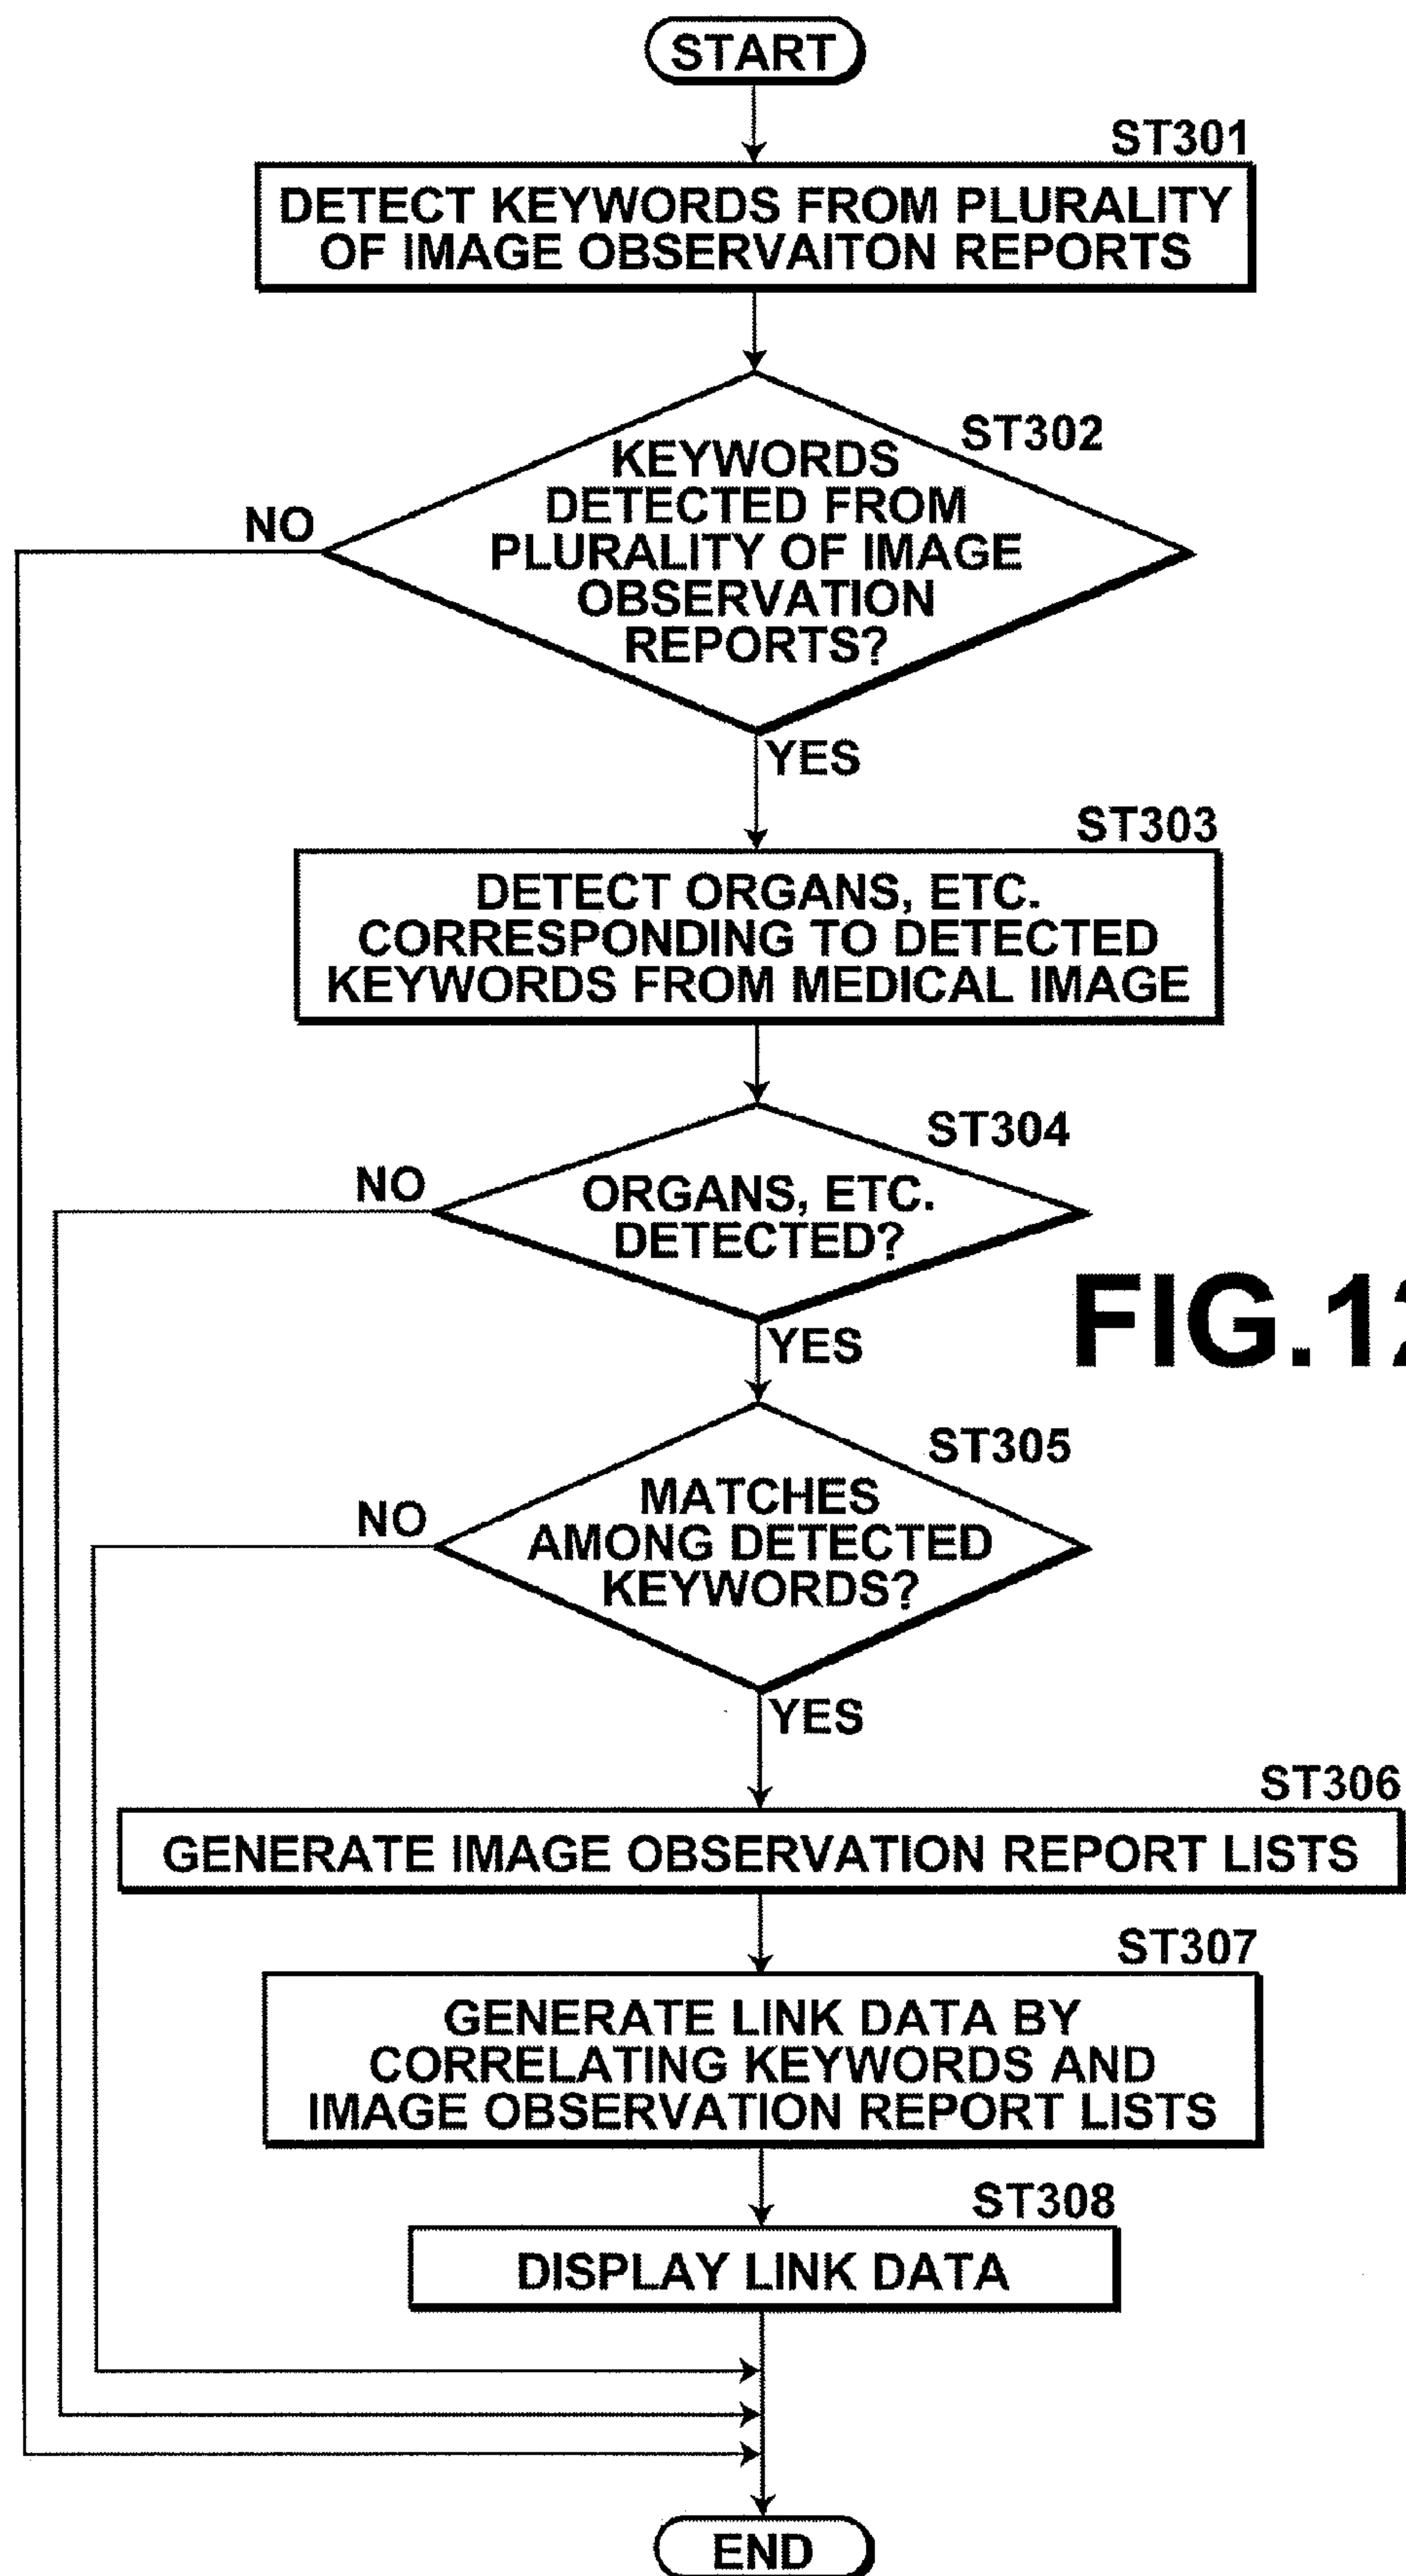 START
ST301
DETECT KEYWORDS FROM PLURALITY
OF IMAGE OBSERVAITON REPORTS
ST302
KEYWORDS
DETECTED FROM
PLURALITY OF IMAGE
OBSERVATION
REPORTS?
NO
YES
ST303
DETECT ORGANS, ETC.
CORRESPONDING TO DETECTED
KEYWORDS FROM MEDICAL IMAGE
ST304
NO
ORGANS, ETC.
DETECTED?
YES
FIG.12
ST305
NO
MATCHES
AMONG DETECTED
KEYWORDS?
YES
ST306
GENERATE IMAGE OBSERVATION REPORT LISTS
ST307
GENERATE LINK DATA BY
CORRELATING KEYWORDS AND
IMAGE OBSERVATION REPORT LISTS
ST308
DISPLAY LINK DATA
END